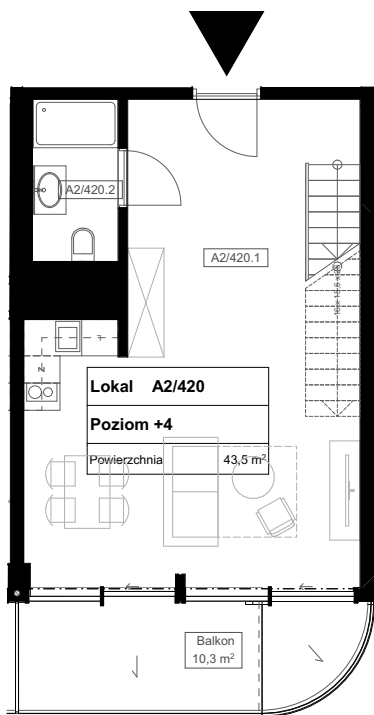 A2/420.2
A2/420.1
Lokal A2/420
Poziom +4
Powierzchnia 43,5 m²
Balkon
10,3 m²